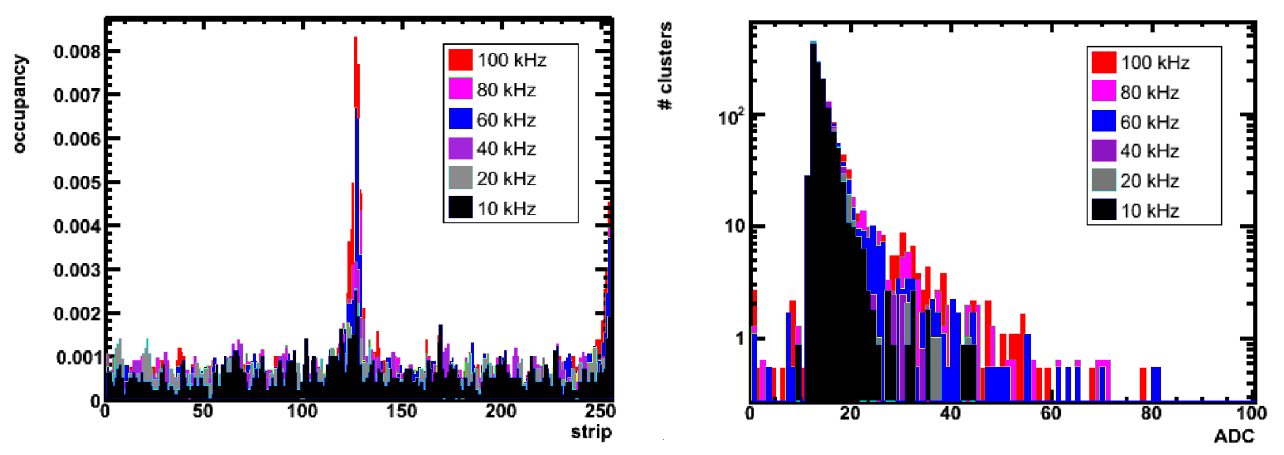 occupancy
0.008
0.007
0.006
0.005
0.004
0.003
0.002
0.001
0
0 50 100 150 200 250
strip
100 kHz
80 kHz
60 kHz
40 kHz
20 kHz
10 kHz
# clusters
10²
10
1
0 20 40 60 80 100
ADC
100 kHz
80 kHz
60 kHz
40 kHz
20 kHz
10 kHz